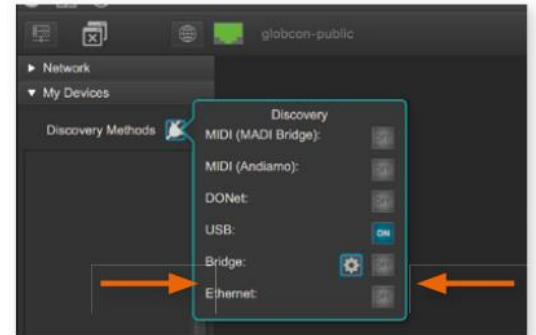 globcon-public
► Network
▼ My Devices
Discovery Methods
Discovery
MIDI (MADI Bridge):
MIDI (Andiamo):
DONet:
USB: ON
Bridge:
Ethernet: